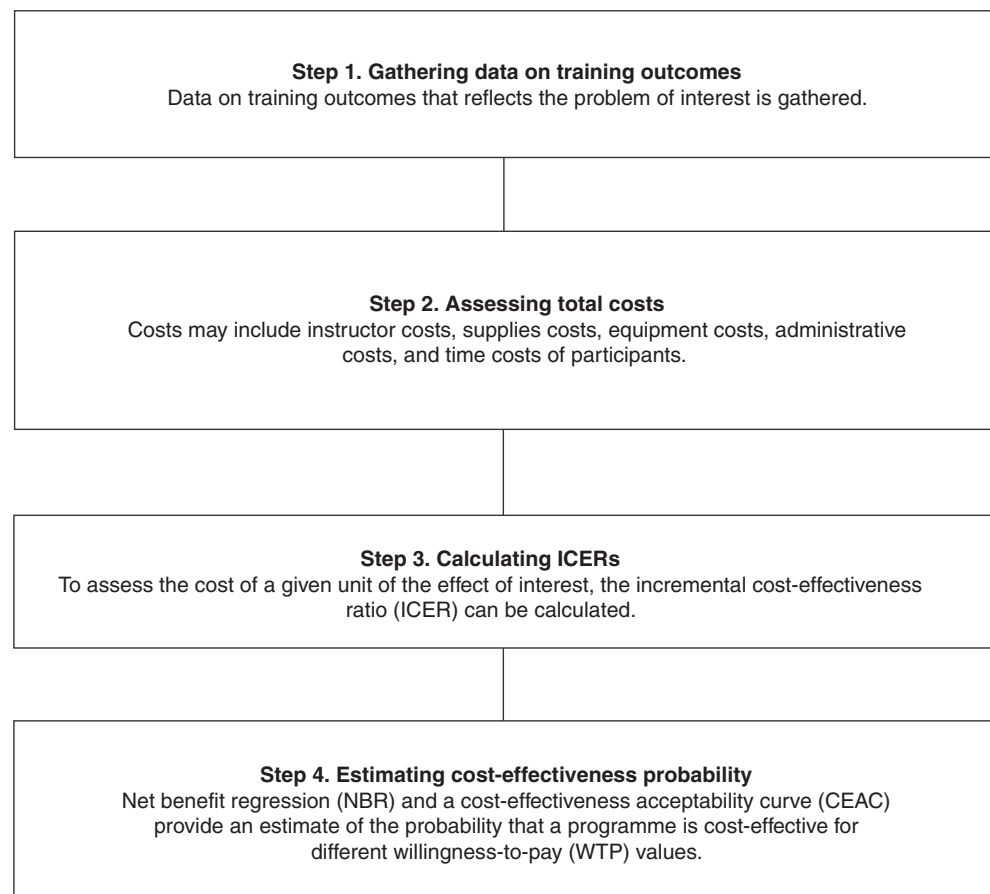 Step 1. Gathering data on training outcomes
Data on training outcomes that reflects the problem of interest is gathered.
Step 2. Assessing total costs
Costs may include instructor costs, supplies costs, equipment costs, administrative
costs, and time costs of participants.
Step 3. Calculating ICERs
To assess the cost of a given unit of the effect of interest, the incremental cost-effectiveness
ratio (ICER) can be calculated.
Step 4. Estimating cost-effectiveness probability
Net benefit regression (NBR) and a cost-effectiveness acceptability curve (CEAC)
provide an estimate of the probability that a programme is cost-effective for
different willingness-to-pay (WTP) values.